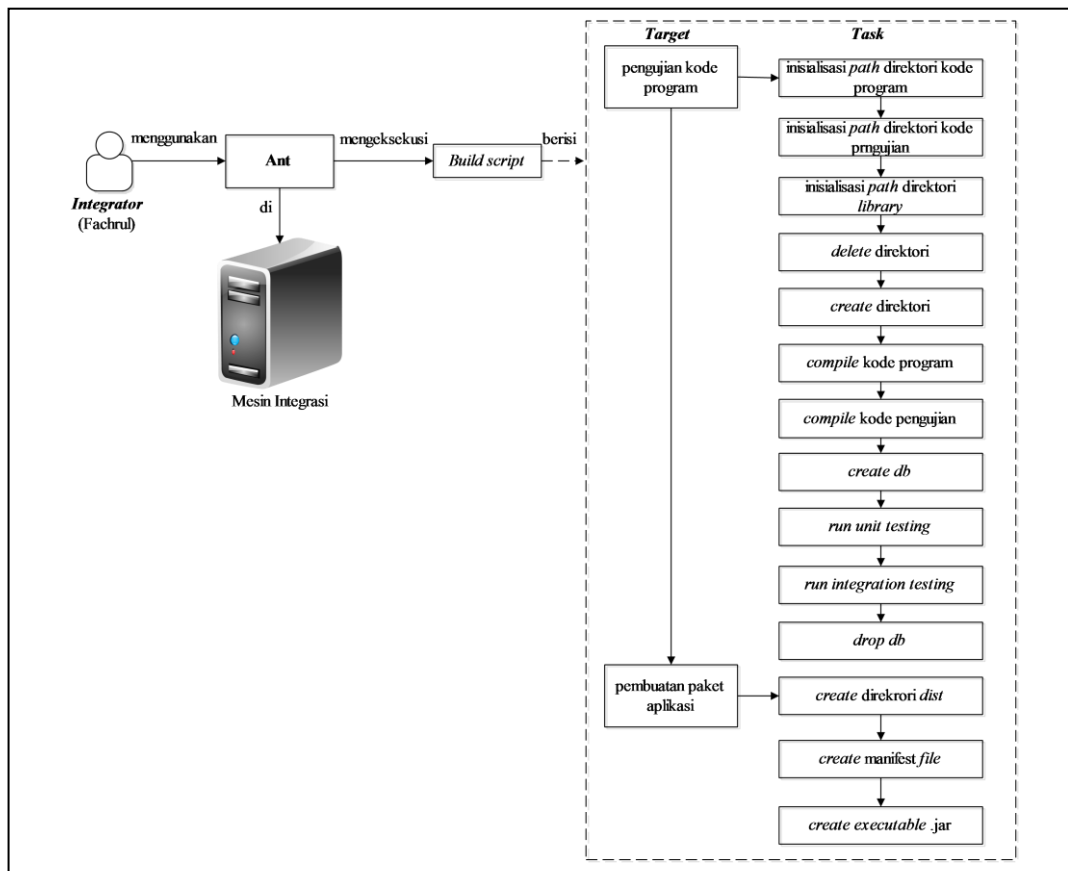 Target
Task
pengujian kode
program
inisialisasi path direktori kode
program
inisialisasi path direktori kode
prngujian
inisialisasi path direktori
library
delete direktori
create direktori
compile kode program
compile kode pengujian
create db
run unit testing
run integration testing
drop db
pembuatan paket
aplikasi
create direkrori dist
create manifest file
create executable .jar
menggunakan
Ant
mengeksekusi
Build script
berisi
Integrator
(Fachrul)
di
Mesin Integrasi